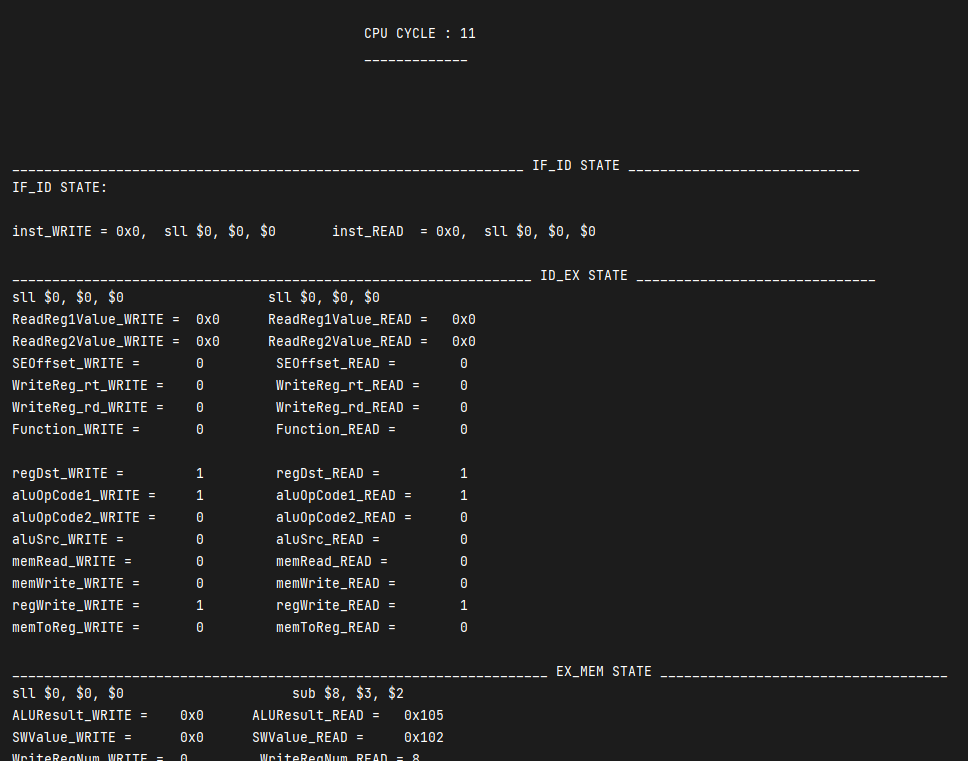 CPU CYCLE : 11
_____________
________________________________________________________________ IF_ID STATE _____________________________
IF_ID STATE:
inst_WRITE = 0x0,  sll $0, $0, $0       inst_READ  = 0x0,  sll $0, $0, $0
_________________________________________________________________ ID_EX STATE ______________________________
sll $0, $0, $0                  sll $0, $0, $0
ReadReg1Value_WRITE =  0x0      ReadReg1Value_READ =   0x0
ReadReg2Value_WRITE =  0x0      ReadReg2Value_READ =   0x0
SEOffset_WRITE =       0         SEOffset_READ =        0
WriteReg_rt_WRITE =    0         WriteReg_rt_READ =     0
WriteReg_rd_WRITE =    0         WriteReg_rd_READ =     0
Function_WRITE =       0         Function_READ =        0
regDst_WRITE =         1         regDst_READ =          1
aluOpCode1_WRITE =     1         aluOpCode1_READ =      1
aluOpCode2_WRITE =     0         aluOpCode2_READ =      0
aluSrc_WRITE =         0         aluSrc_READ =          0
memRead_WRITE =        0         memRead_READ =         0
memWrite_WRITE =       0         memWrite_READ =        0
regWrite_WRITE =       1         regWrite_READ =        1
memToReg_WRITE =       0         memToReg_READ =        0
___________________________________________________________________ EX_MEM STATE ____________________________________
sll $0, $0, $0                     sub $8, $3, $2
ALUResult_WRITE =    0x0      ALUResult_READ =   0x105
SWValue_WRITE =      0x0      SWValue_READ =     0x102
WriteRegNum_WRITE =  0         WriteRegNum_READ = 8